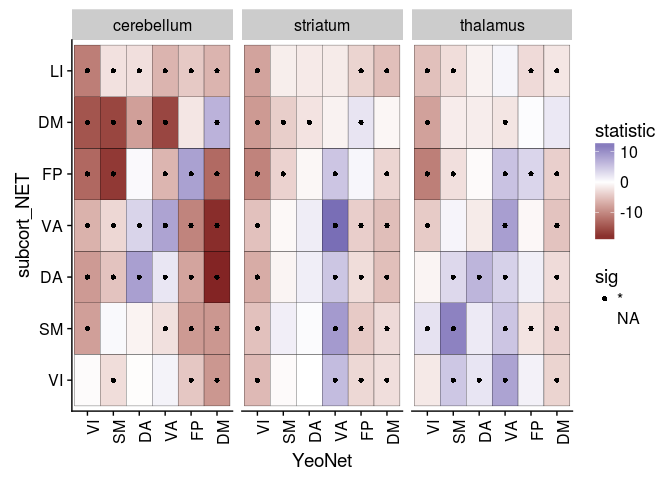 cerebellum striatum thalamus
LI
DM
FP
VA
DA
SM
VI
subcort_NET
VI SM DA VA FP DM VI SM DA VA FP DM VI SM DA VA FP DM
YeoNet
statistic
10
0
-10
sig
*
NA